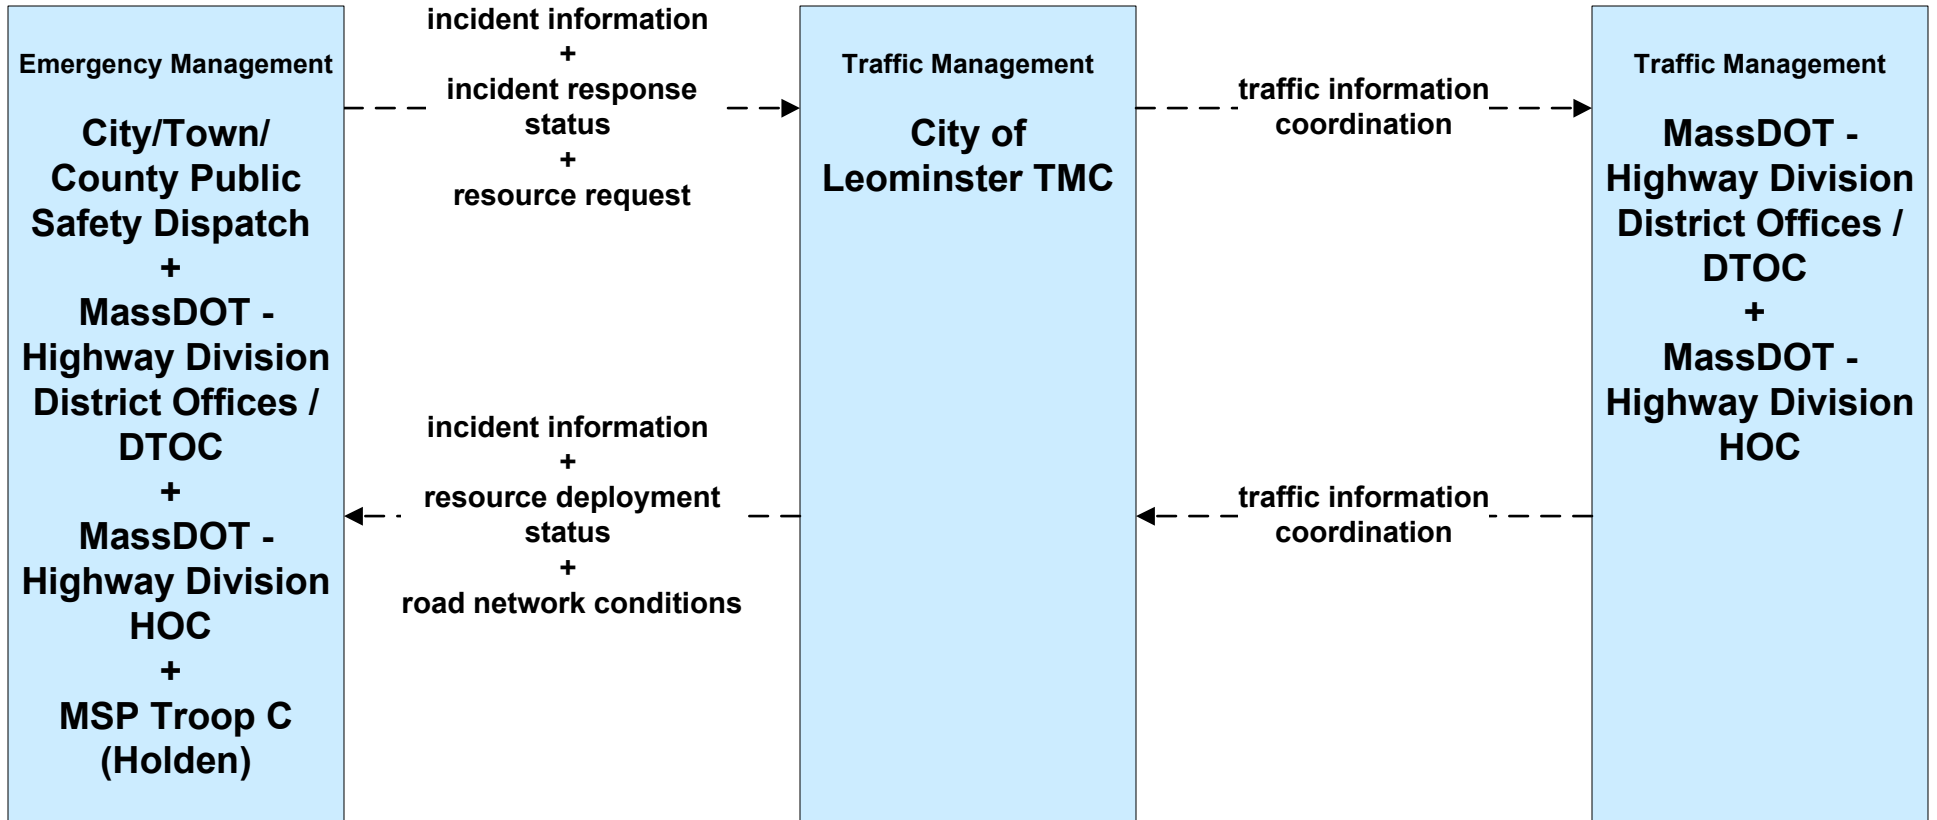 Emergency Management
City/Town/
County Public
Safety Dispatch
+
MassDOT -
Highway Division
District Offices /
DTOC
+
MassDOT -
Highway Division
HOC
+
MSP Troop C
(Holden)
incident information
+
incident response
status
+
resource request
incident information
+
resource deployment
status
+
road network conditions
Traffic Management
City of
Leominster TMC
traffic information
coordination
traffic information
coordination
Traffic Management
MassDOT -
Highway Division
District Offices /
DTOC
+
MassDOT -
Highway Division
HOC